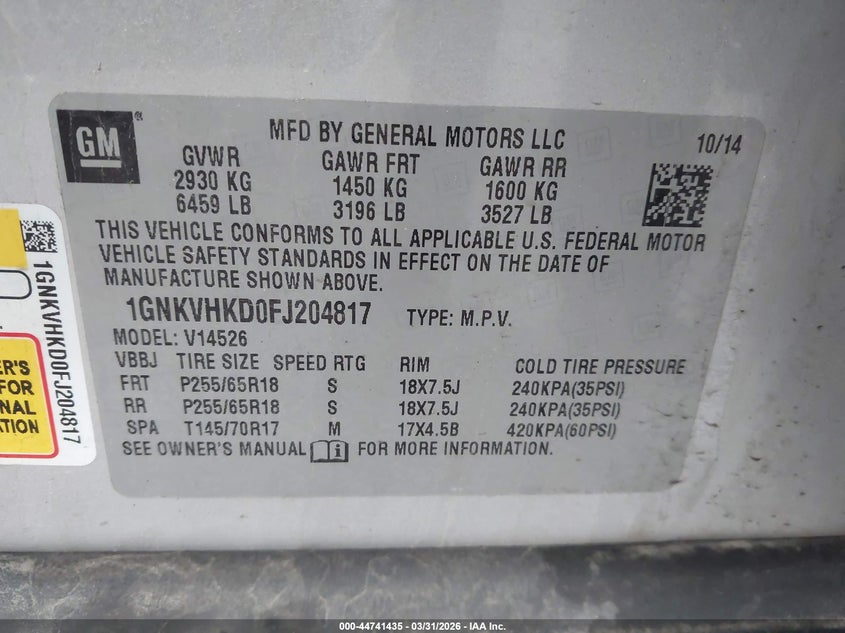 GM
MFD BY GENERAL MOTORS LLC 10/14
GVWR GAWR FRT GAWR RR
2930 KG 1450 KG 1600 KG
6459 LB 3196 LB 3527 LB
THIS VEHICLE CONFORMS TO ALL APPLICABLE U.S. FEDERAL MOTOR
VEHICLE SAFETY STANDARDS IN EFFECT ON THE DATE OF
MANUFACTURE SHOWN ABOVE.
1GNKVHKD0FJ204817 TYPE: M.P.V.
MODEL: V14526
VBBJ TIRE SIZE SPEED RTG RIM COLD TIRE PRESSURE
FRT P255/65R18 S 18X7.5J 240KPA(35PSI)
RR P255/65R18 S 18X7.5J 240KPA(35PSI)
SPA T145/70R17 M 17X4.5B 420KPA(60PSI)
SEE OWNER'S MANUAL FOR MORE INFORMATION.
1GNKVHKD0FJ204817
ER'S
FOR
NAL
ATION
000-44741435 - 03/31/2026 - IAA Inc.